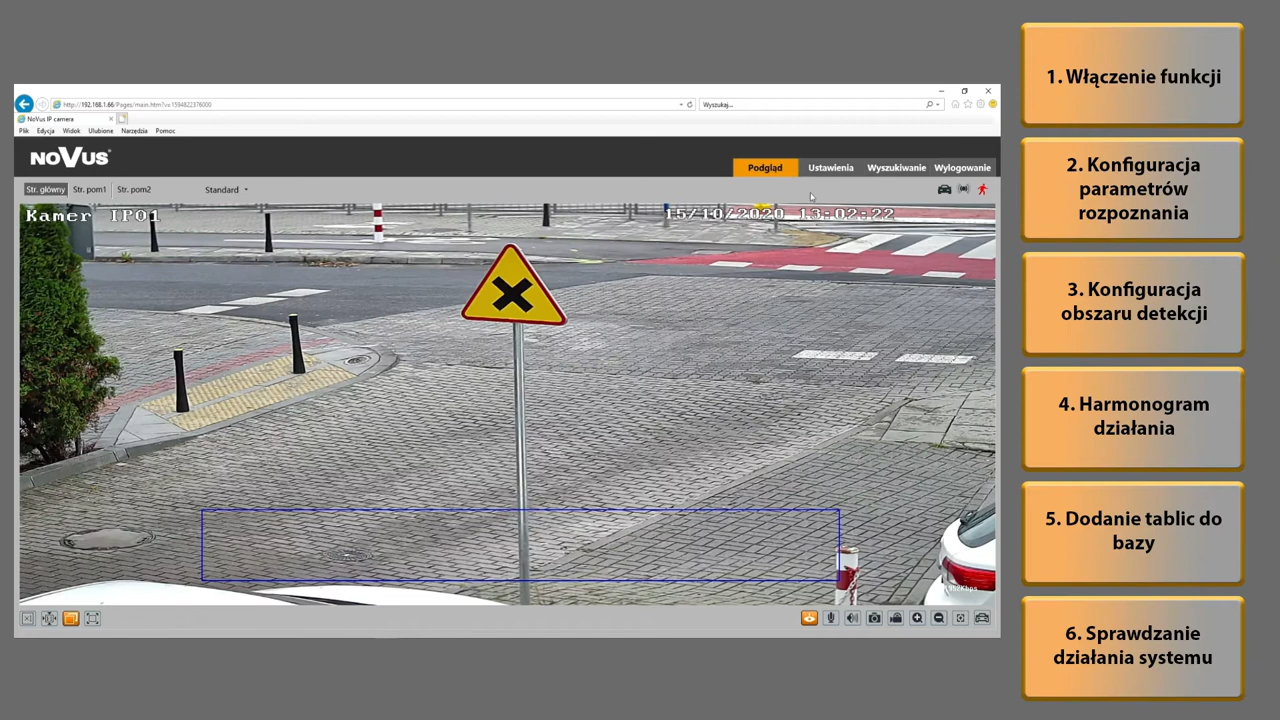 http://192.168.1.66/Pages/main.htm?v=1594822376000
Wyszukaj...
NoVus IP camera
Plik Edycja Widok Ulubione Narzędzia Pomoc
NOVUS
Podgląd Ustawienia Wyszukiwanie Wylogowanie
Str. główny Str. pom1 Str. pom2 Standard
Kamer IP01
15/10/2020 13:02:22
1. Włączenie funkcji
2. Konfiguracja
parametrów
rozpoznania
3. Konfiguracja
obszaru detekcji
4. Harmonogram
działania
5. Dodanie tablic do
bazy
6. Sprawdzanie
działania systemu